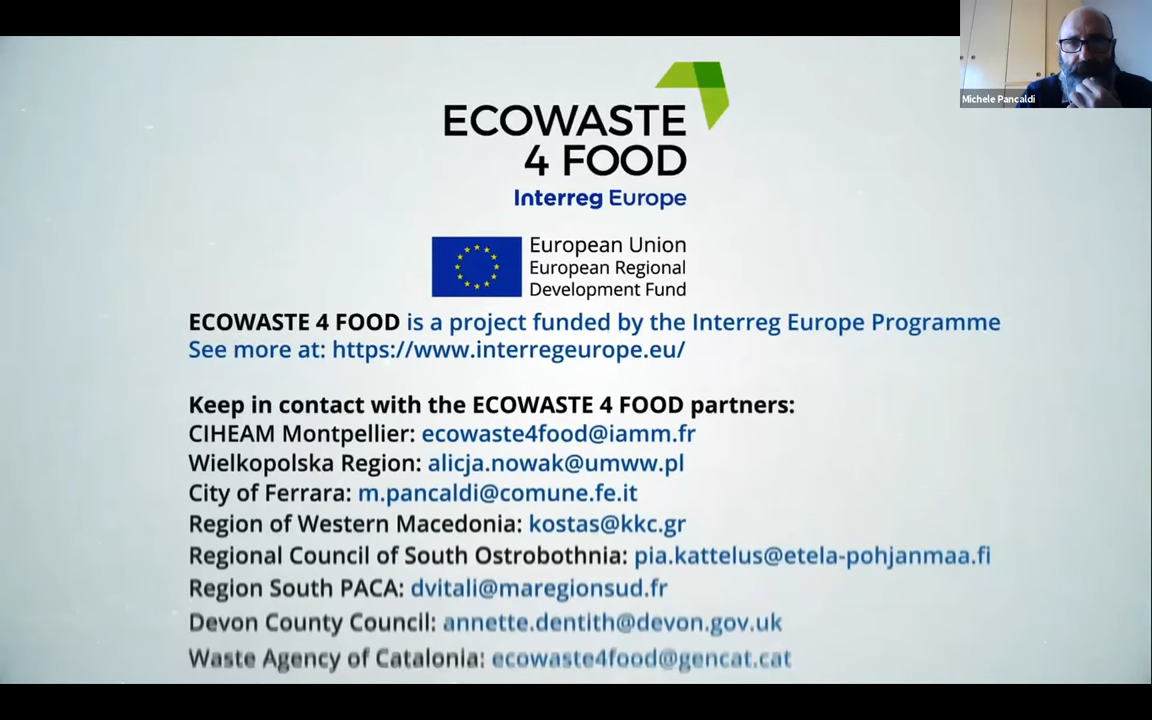 Michele Pancaldi
ECOWASTE
4 FOOD
Interreg Europe
European Union
European Regional
Development Fund
ECOWASTE 4 FOOD is a project funded by the Interreg Europe Programme
See more at: https://www.interregeurope.eu/
Keep in contact with the ECOWASTE 4 FOOD partners:
CIHEAM Montpellier: ecowaste4food@iamm.fr
Wielkopolska Region: alicja.nowak@umww.pl
City of Ferrara: m.pancaldi@comune.fe.it
Region of Western Macedonia: kostas@kkc.gr
Regional Council of South Ostrobothnia: pia.kattelus@etela-pohjanmaa.fi
Region South PACA: dvitali@maregionsud.fr
Devon County Council: annette.dentith@devon.gov.uk
Waste Agency of Catalonia: ecowaste4food@gencat.cat